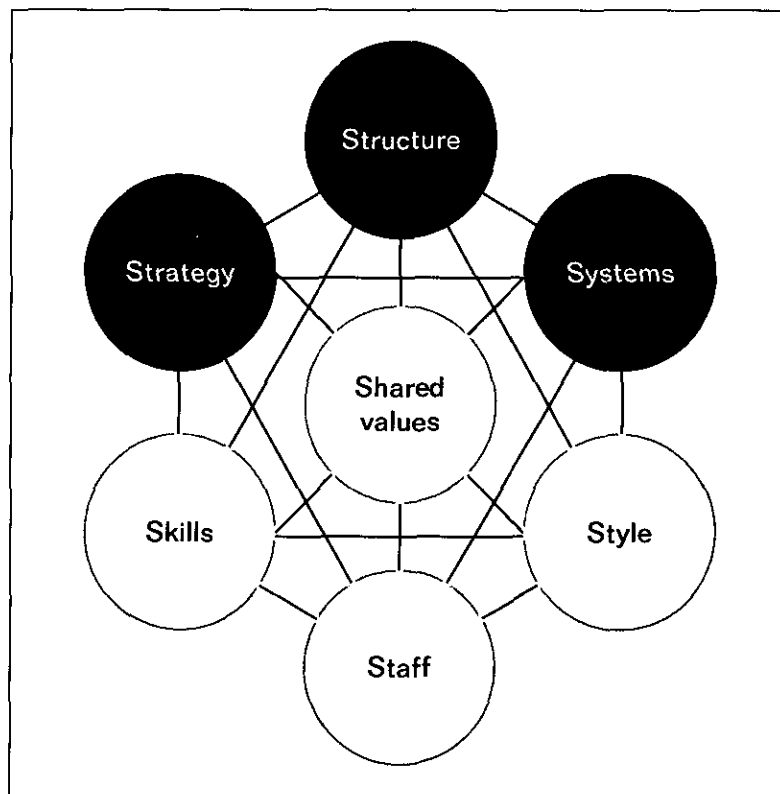 Structure
Strategy
Systems
Shared
values
Skills
Style
Staff